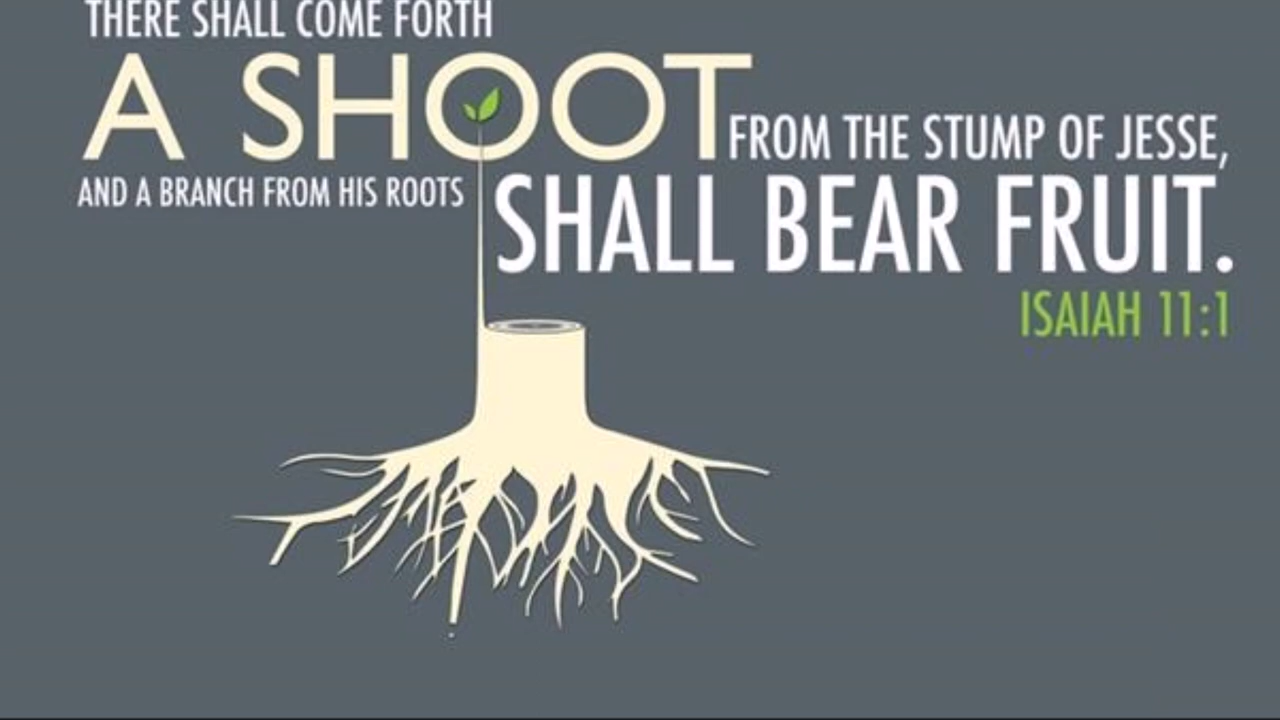 THERE SHALL COME FORTH
A SHOOT FROM THE STUMP OF JESSE,
AND A BRANCH FROM HIS ROOTS
SHALL BEAR FRUIT.
ISAIAH 11:1